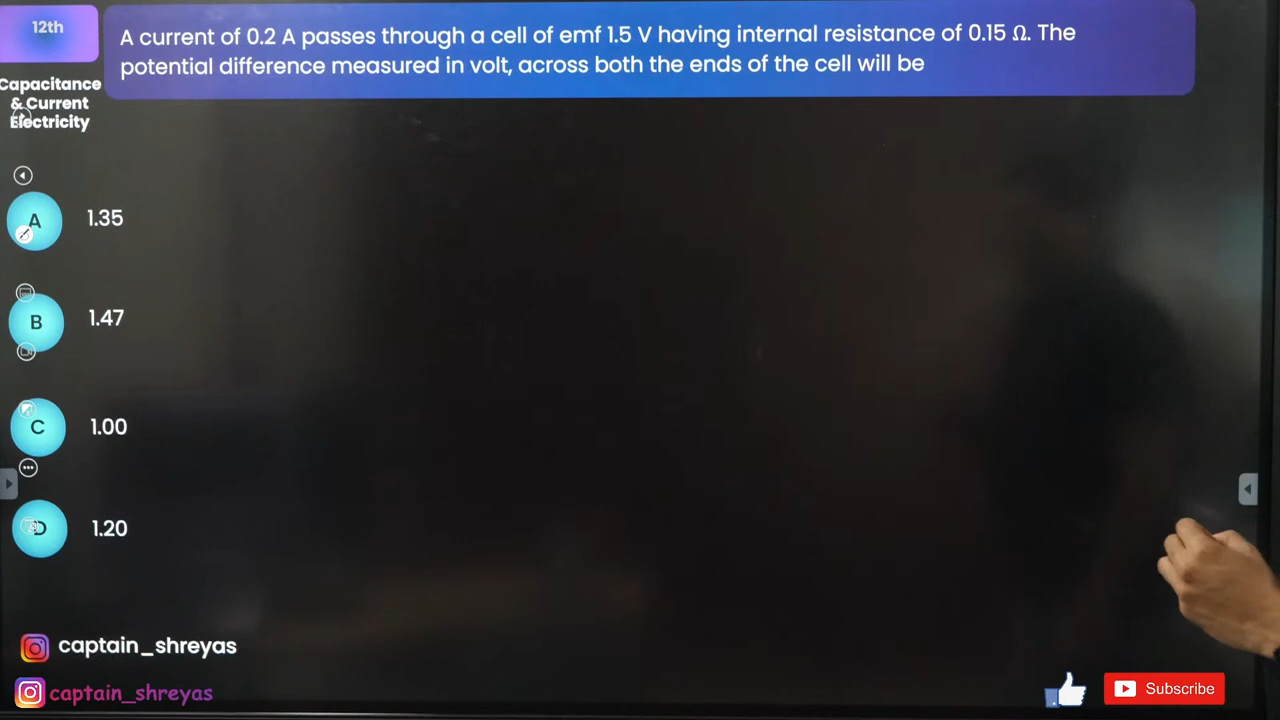 12th
A current of 0.2 A passes through a cell of emf 1.5 V having internal resistance of 0.15 Ω. The
potential difference measured in volt, across both the ends of the cell will be
Capacitance
& Current
Electricity
A 1.35
B 1.47
C 1.00
D 1.20
captain_shreyas
captain_shreyas
Subscribe